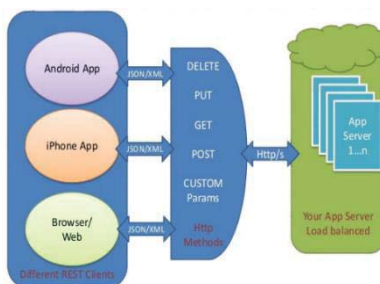 Android App
JSON/XML
iPhone App
JSON/XML
Browser/
Web
JSON/XML
Different REST Clients
DELETE
PUT
GET
POST
CUSTOM
Params
Http
Methods
Http/s
App
Server
1...n
Your App Server
Load balanced